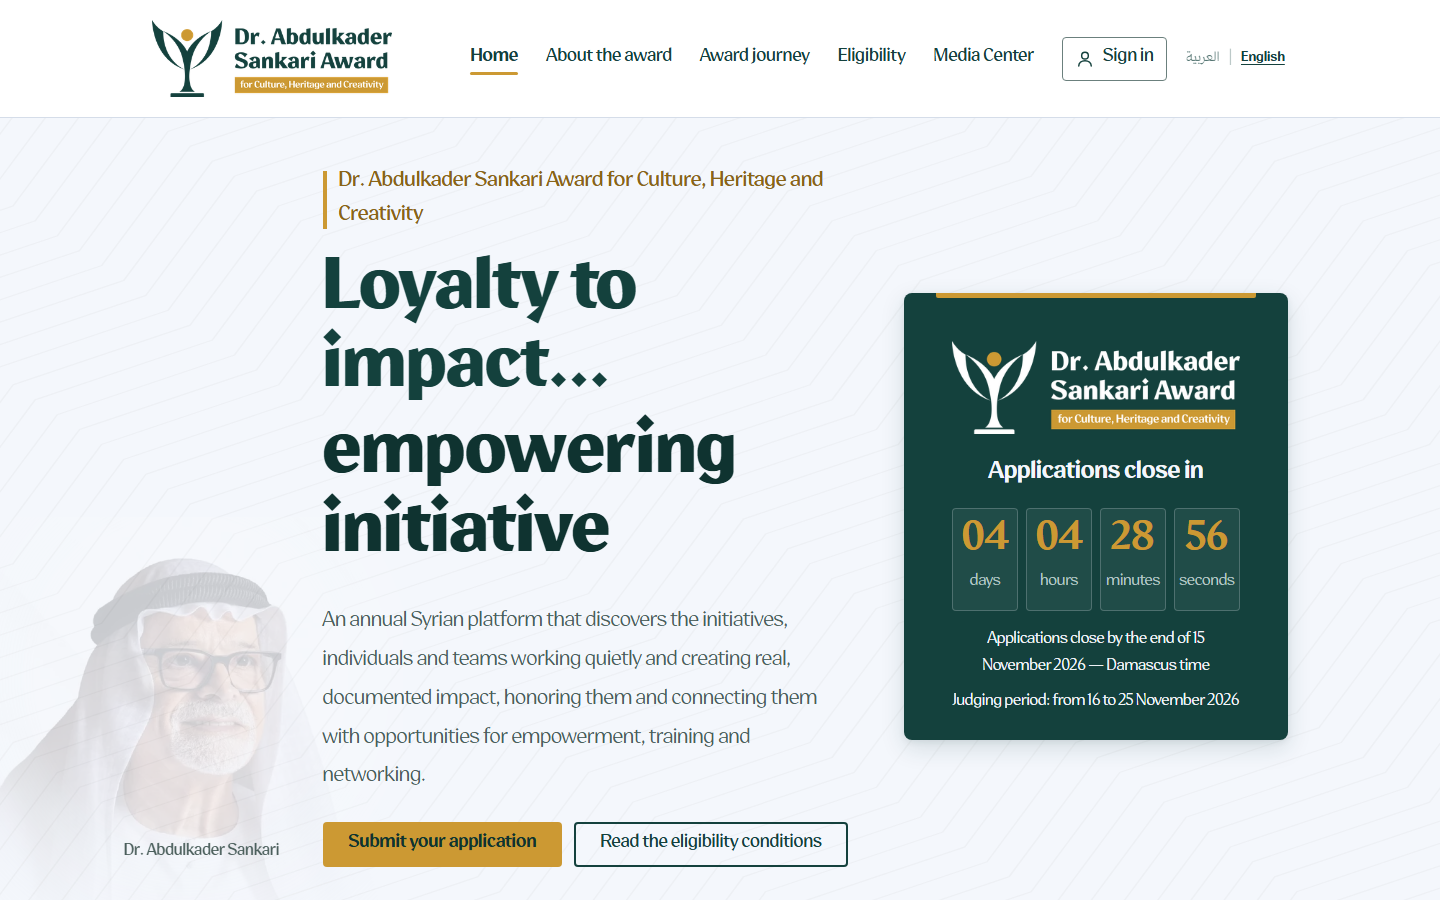 Dr. Abdulkader
Sankari Award
for Culture, Heritage and Creativity
Home
About the award
Award journey
Eligibility
Media Center
Sign in
العربية
English
Dr. Abdulkader Sankari Award for Culture, Heritage and
Creativity
Loyalty to
impact...
empowering
initiative
An annual Syrian platform that discovers the initiatives,
individuals and teams working quietly and creating real,
documented impact, honoring them and connecting them
with opportunities for empowerment, training and
networking.
Submit your application
Read the eligibility conditions
Dr. Abdulkader Sankari
Dr. Abdulkader
Sankari Award
for Culture, Heritage and Creativity
Applications close in
04 04 28 56
days hours minutes seconds
Applications close by the end of 15
November 2026 — Damascus time
Judging period: from 16 to 25 November 2026